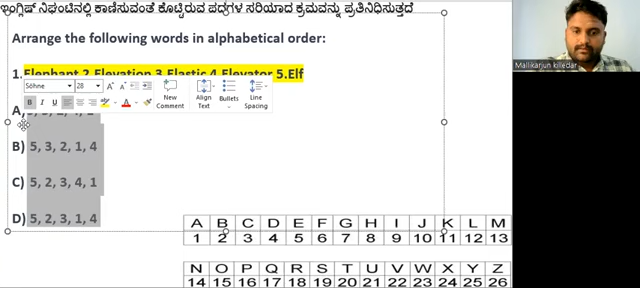 ಇಂಗ್ಲಿಷ್ ನಿಘಂಟಿನಲ್ಲಿ ಕಾಣಿಸುವಂತೆ ಕೊಟ್ಟಿರುವ ಪದಗಳ ಸರಿಯಾದ ಕ್ರಮವನ್ನು ಪ್ರತಿನಿಧಿಸುತ್ತದೆ
Arrange the following words in alphabetical order:
1. Elephant 2.Elevation 3.Elastic 4.Elevator 5.Elf
Söhne 28
B I U
New Comment
Align Text
Bullets
Line Spacing
A)
B) 5, 3, 2, 1, 4
C) 5, 2, 3, 4, 1
D) 5, 2, 3, 1, 4
A B C D E F G H I J K L M
1 2 3 4 5 6 7 8 9 10 11 12 13
N O P Q R S T U V W X Y Z
14 15 16 17 18 19 20 21 22 23 24 25 26
Mallikarjun kiledar